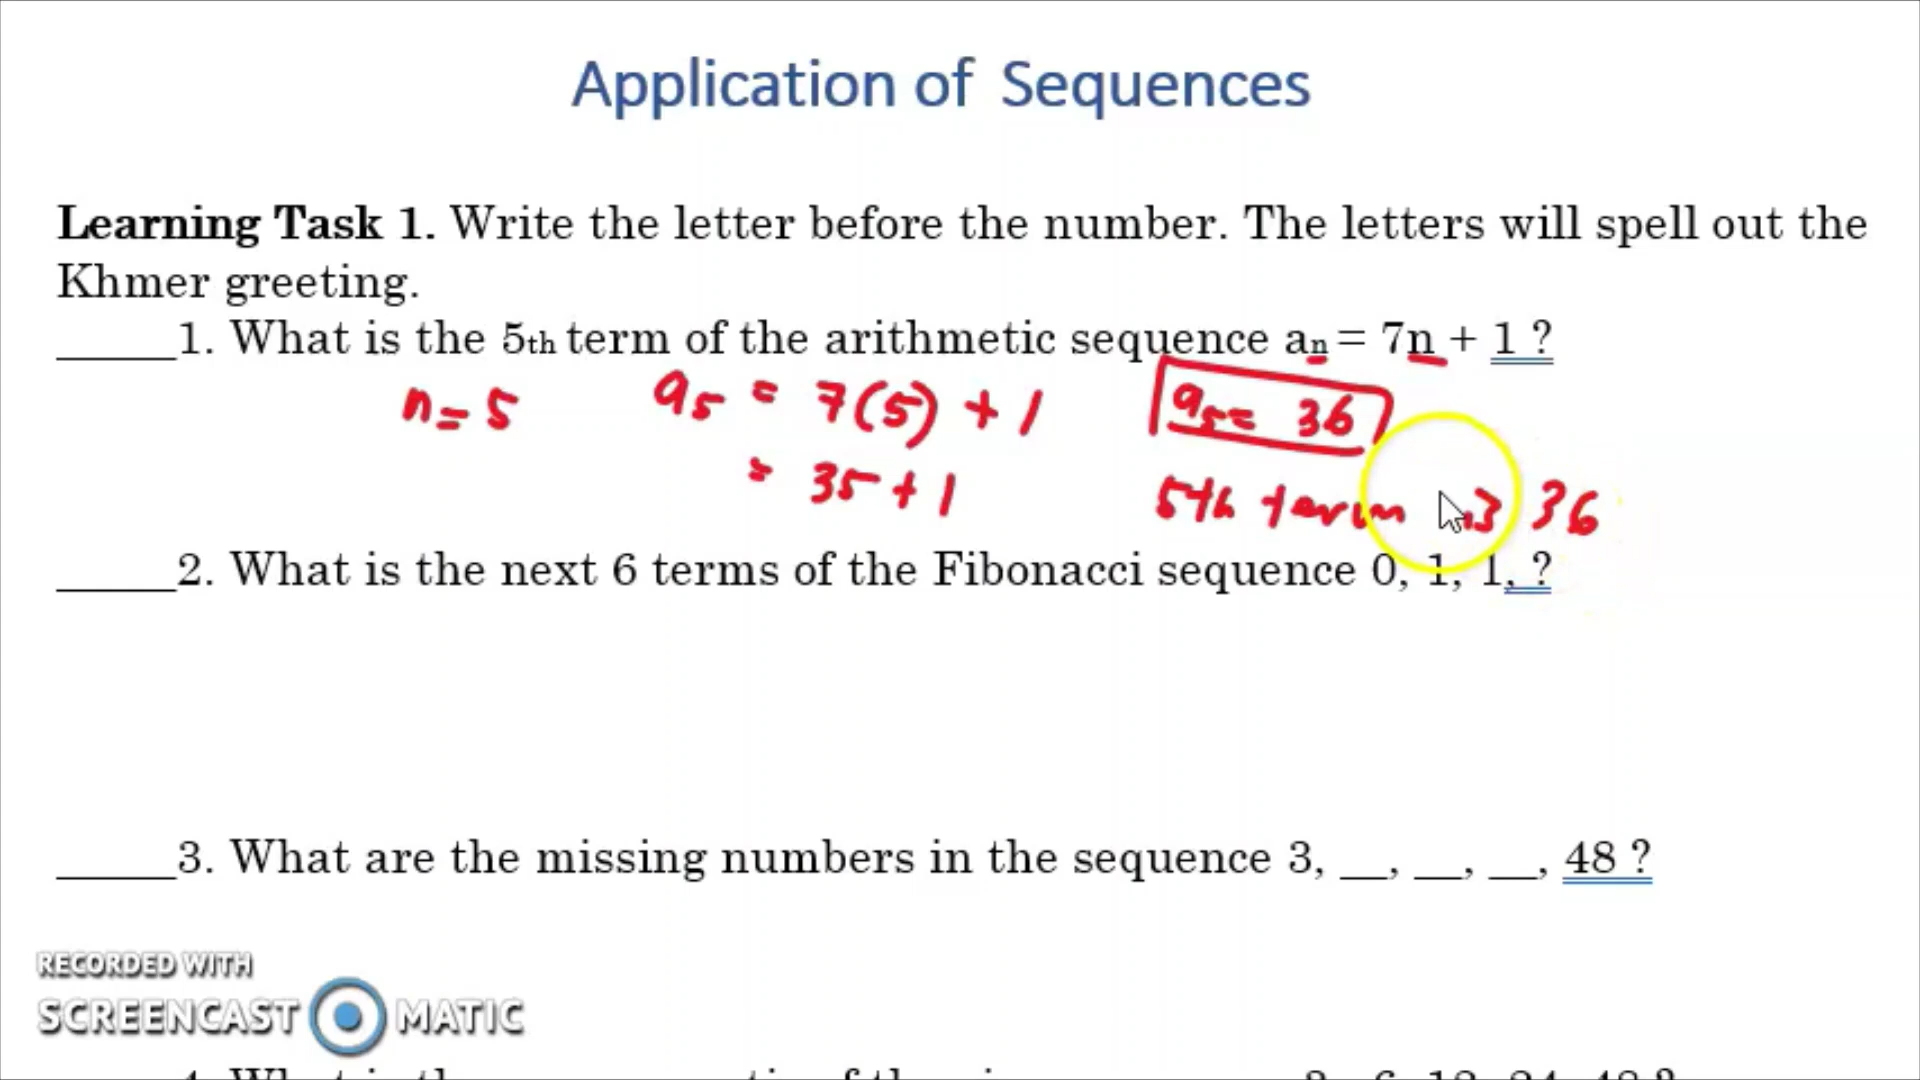 Application of Sequences
Learning Task 1. Write the letter before the number. The letters will spell out the
Khmer greeting.
_____1. What is the 5th term of the arithmetic sequence an = 7n + 1 ?
n = 5 a5 = 7(5) + 1 a5 = 36
= 35 + 1 5th term is 36
_____2. What is the next 6 terms of the Fibonacci sequence 0, 1, 1, ?
_____3. What are the missing numbers in the sequence 3, __, __, __, 48 ?
RECORDED WITH
SCREENCAST MATIC